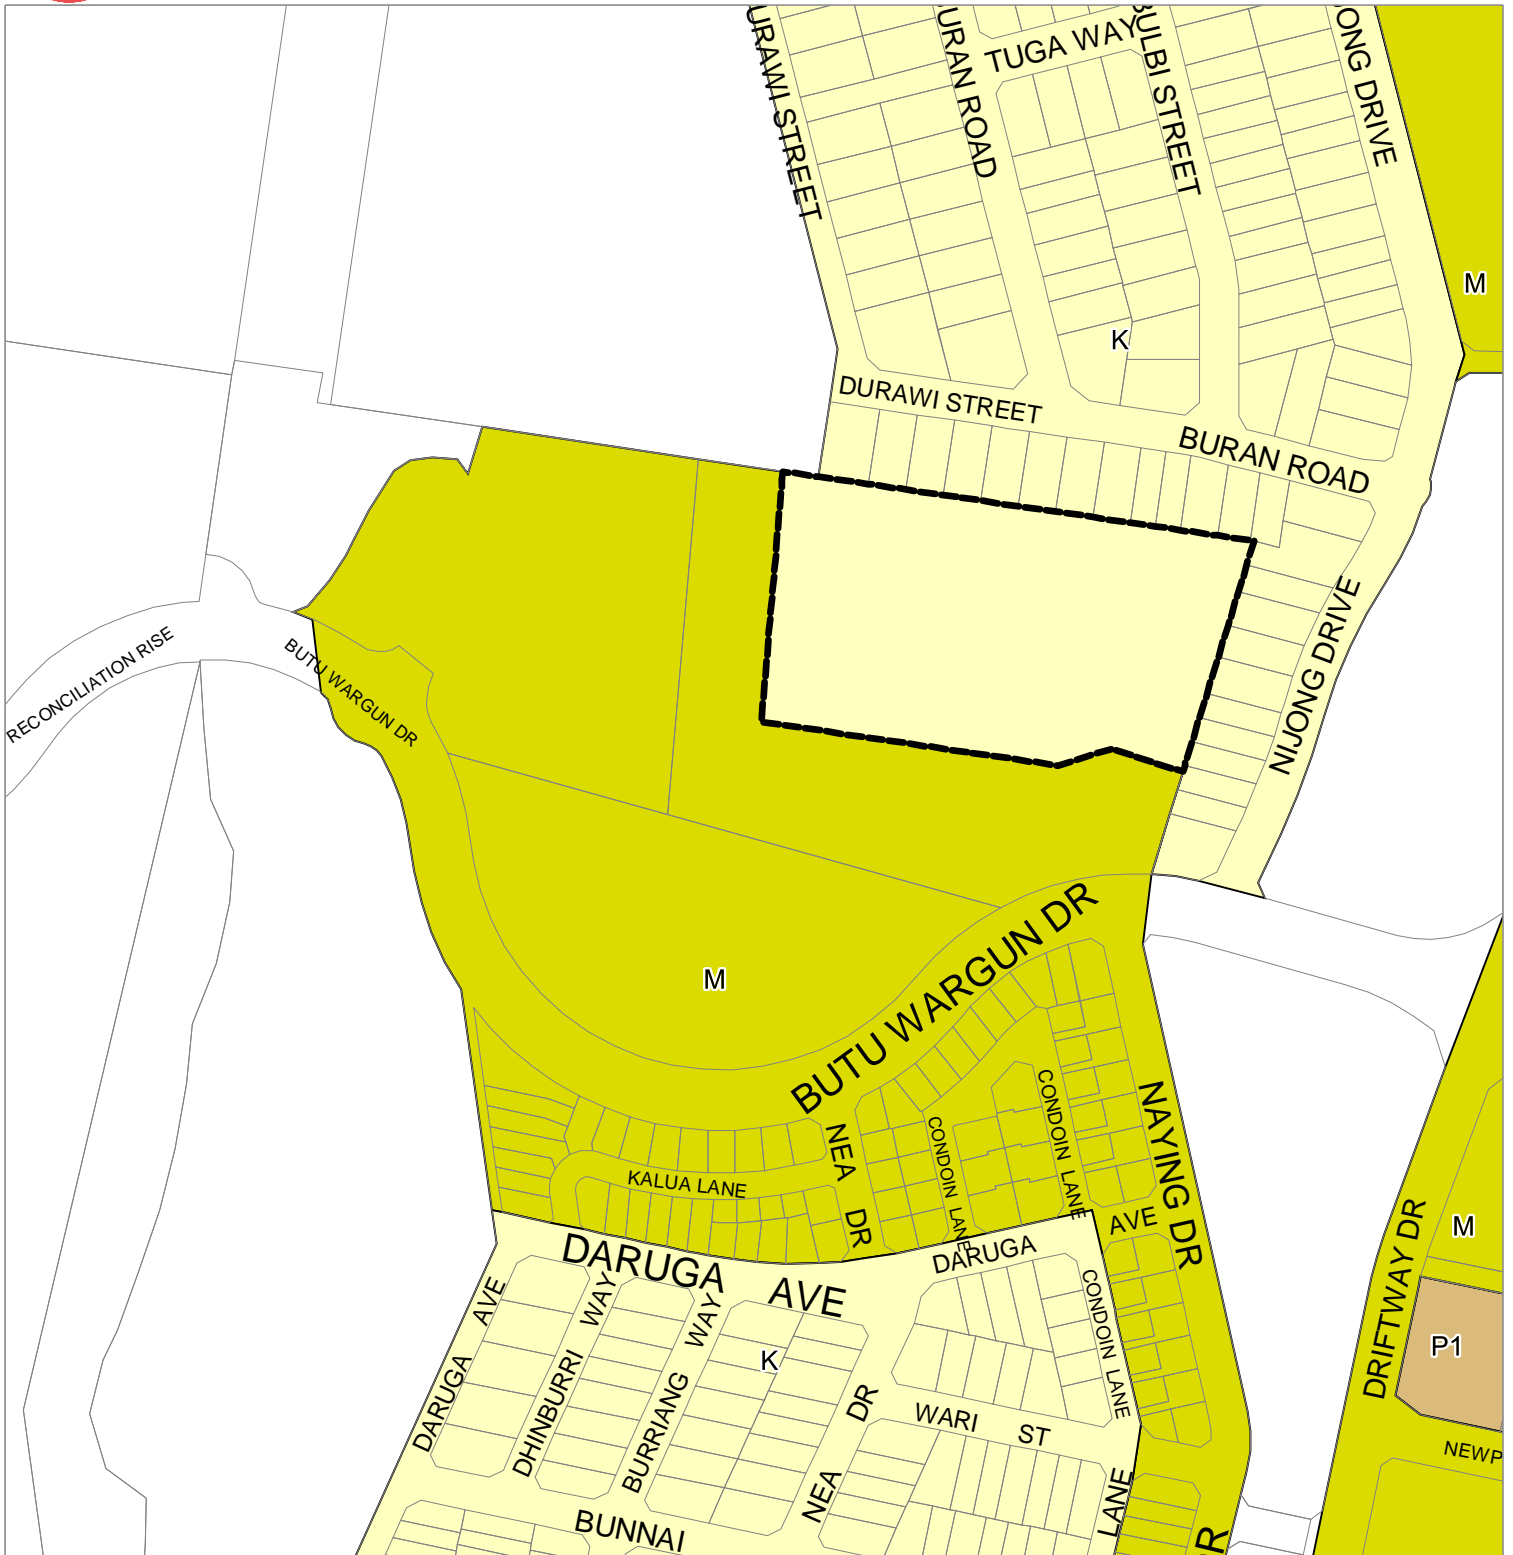 TUGA WAY
BURAN ROAD
BULBI STREET
DURAWI STREET
M
K
DURAWI STREET
BURAN ROAD
NIJONG DRIVE
RECONCILIATION RISE
BUTU WARGUN DR
M
BUTU WARGUN DR
NAYING DR
CONDOIN LANE
CONDOIN LANE
NEA DR
KALUA LANE
DARUGA AVE
DARUGA AVE
CONDOIN LANE
DRIFTWAY DR
M
P1
K
DARUGA AVE
DHINBURRI WAY
BURRIANG WAY
NEA DR
WARI ST
LANE
BUNNAI
NEWP
R
ONG DRIVE